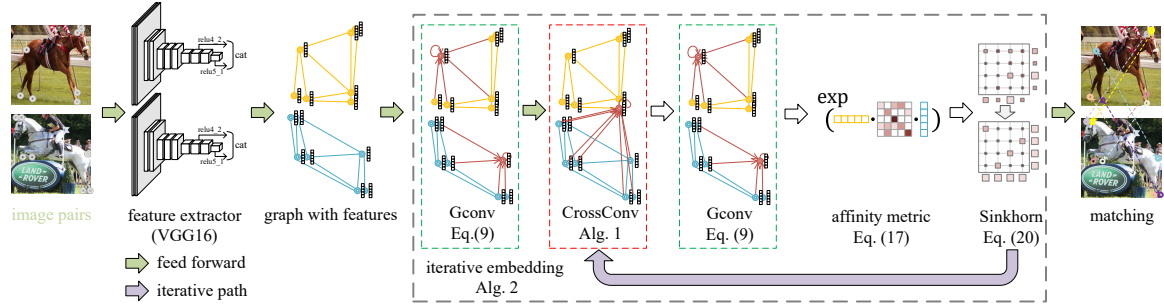 relu4_2
cat
relu5_1
relu4_2
cat
relu5_1
LAND
ROVER
exp
( · · )
image pairs
feature extractor
(VGG16)
graph with features
Gconv
Eq.(9)
CrossConv
Alg. 1
Gconv
Eq. (9)
affinity metric
Eq. (17)
Sinkhorn
Eq. (20)
matching
feed forward
iterative path
iterative embedding
Alg. 2